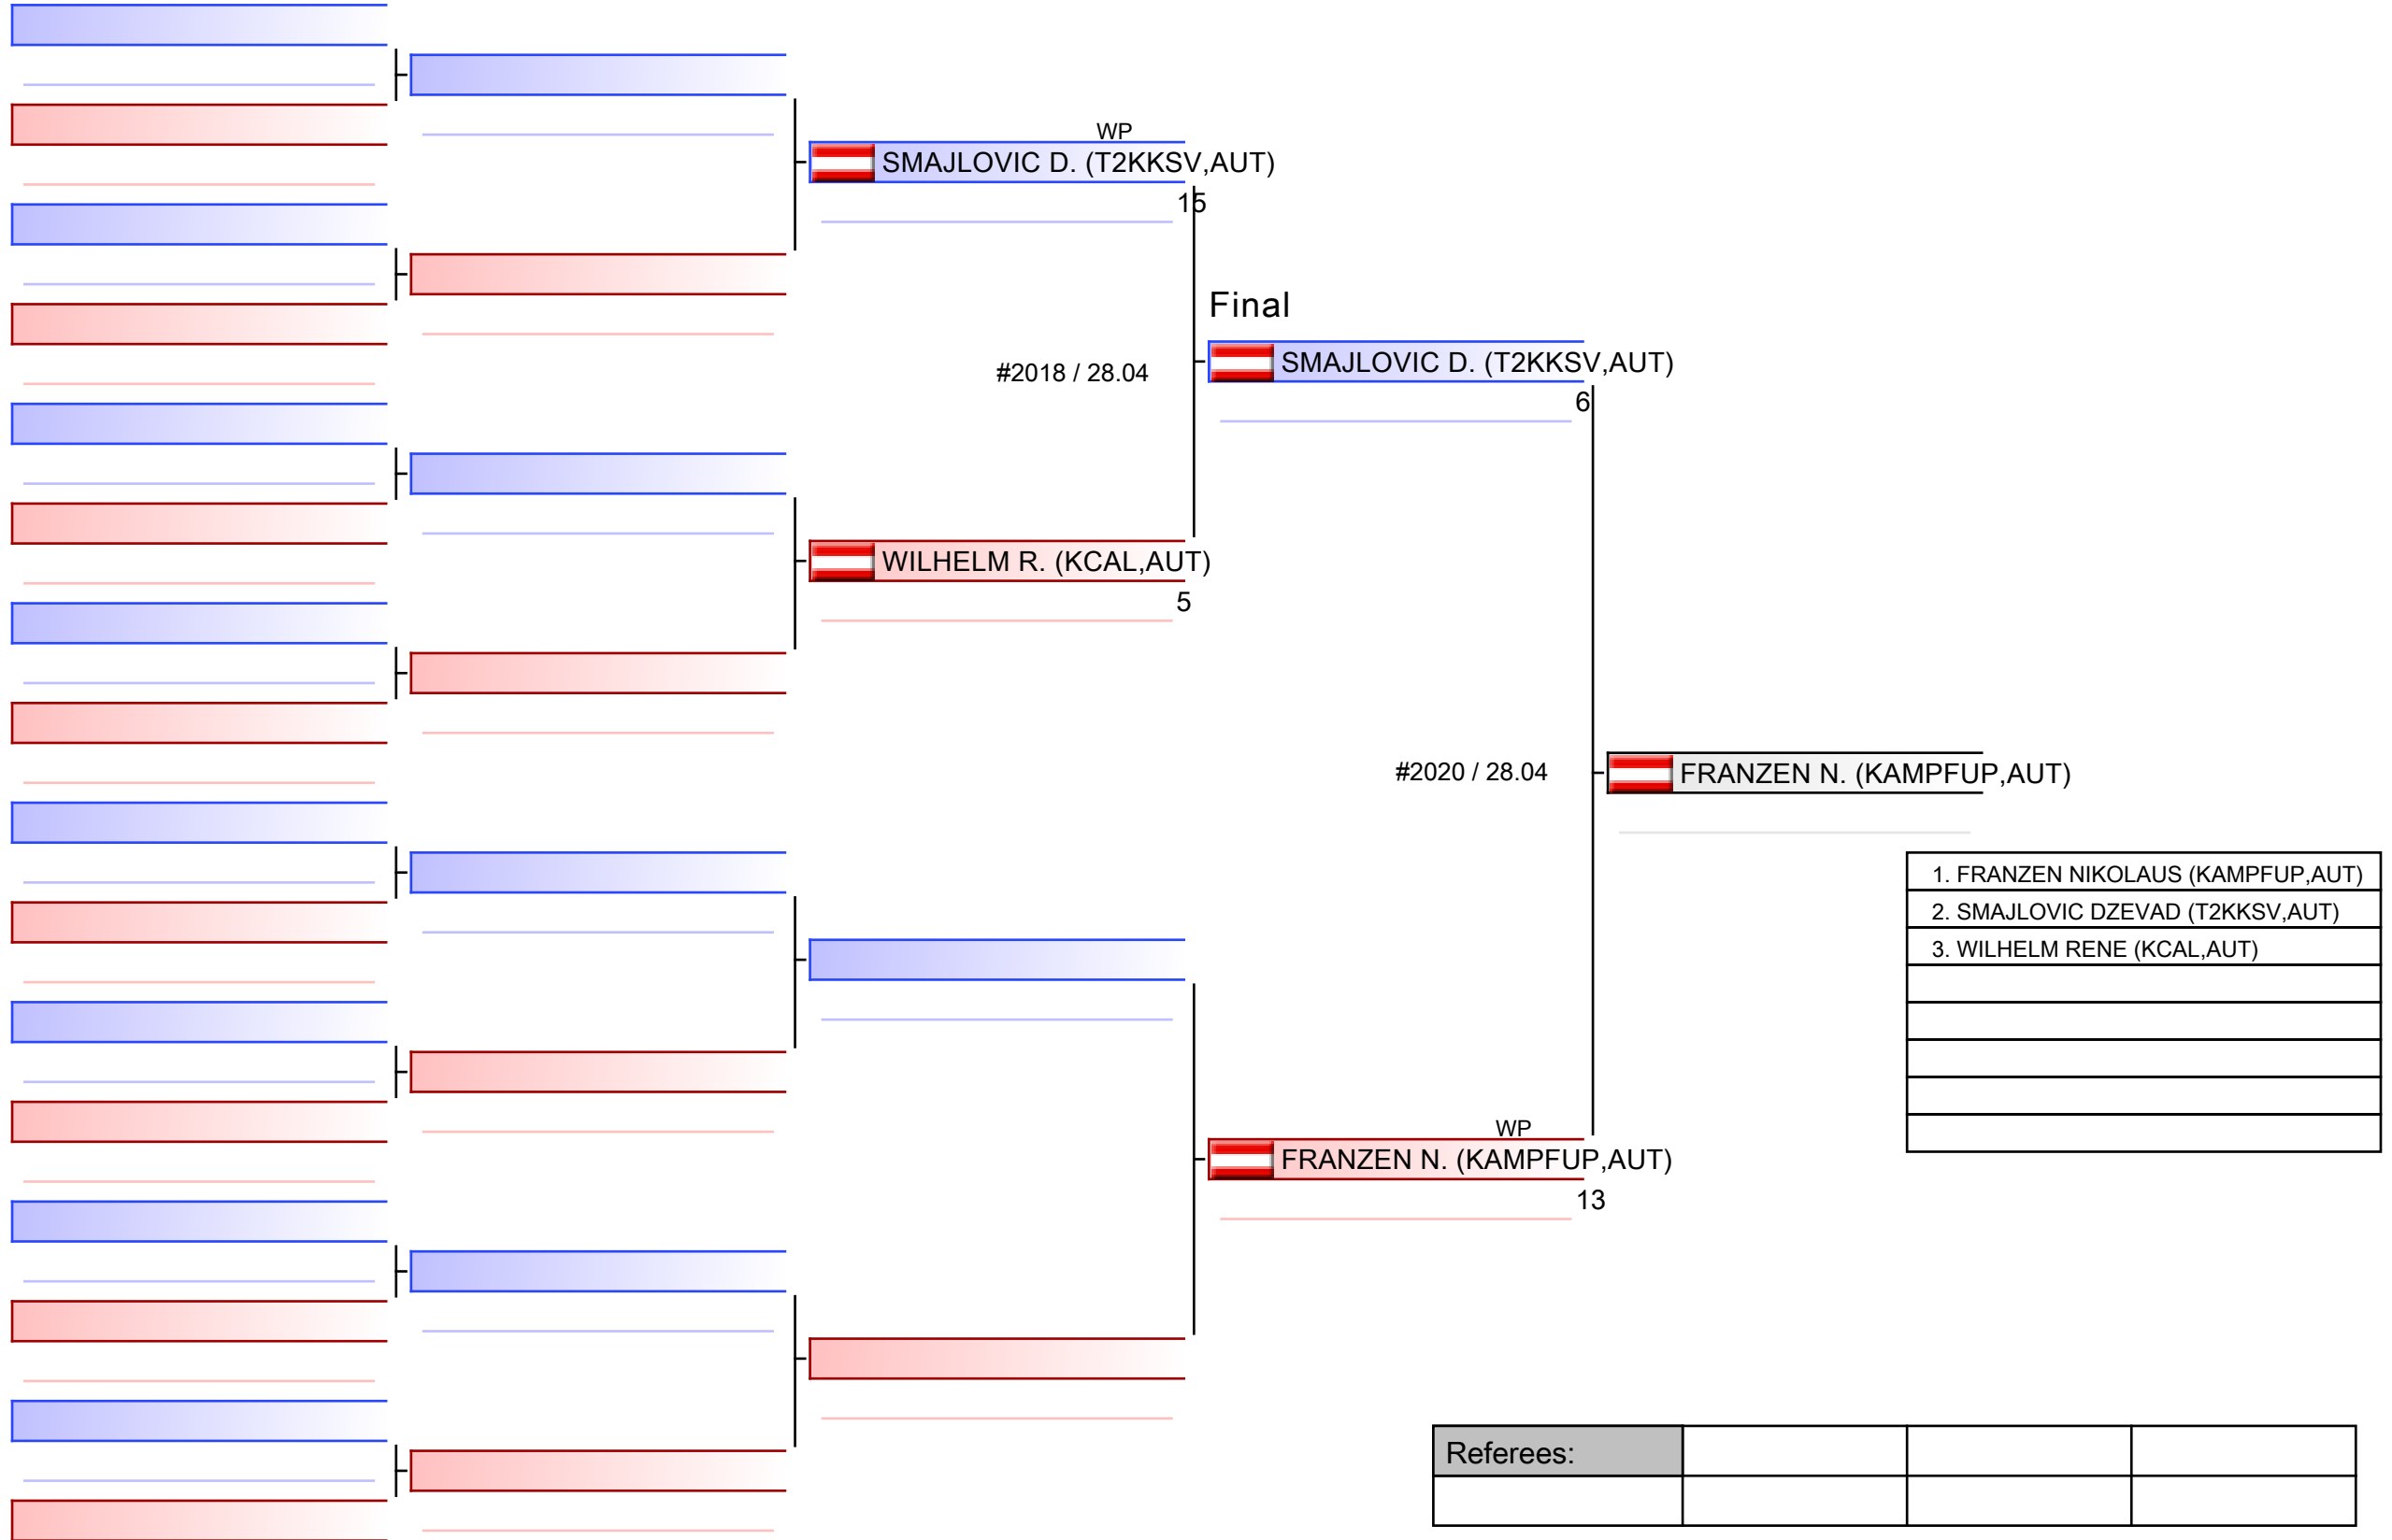 WP
SMAJLOVIC D. (T2KKSV,AUT)
15
Final
#2018 / 28.04
SMAJLOVIC D. (T2KKSV,AUT)
6
WILHELM R. (KCAL,AUT)
5
#2020 / 28.04
FRANZEN N. (KAMPFUP,AUT)
1. FRANZEN NIKOLAUS (KAMPFUP,AUT)
2. SMAJLOVIC DZEVAD (T2KKSV,AUT)
3. WILHELM RENE (KCAL,AUT)
WP
FRANZEN N. (KAMPFUP,AUT)
13
Referees: